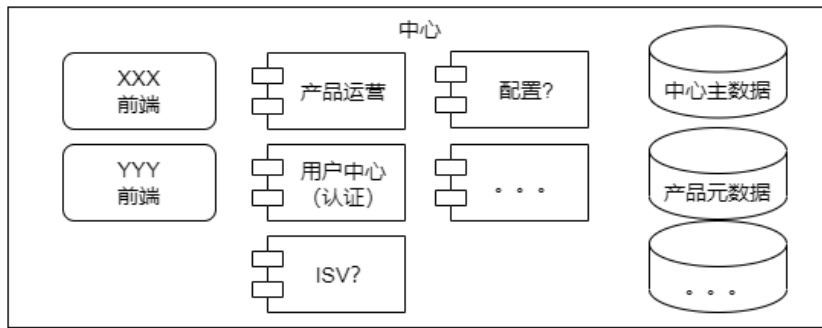 中心
XXX
前端
产品运营
配置?
中心主数据
YYY
前端
用户中心
（认证）
。。。
产品元数据
ISV?
。。。